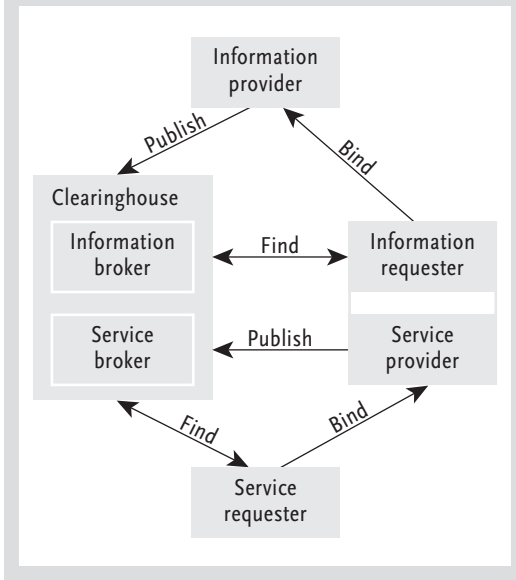 Information
provider
Publish
Bind
Clearinghouse
Information
broker
Find
Information
requester
Service
broker
Publish
Service
provider
Find
Bind
Service
requester